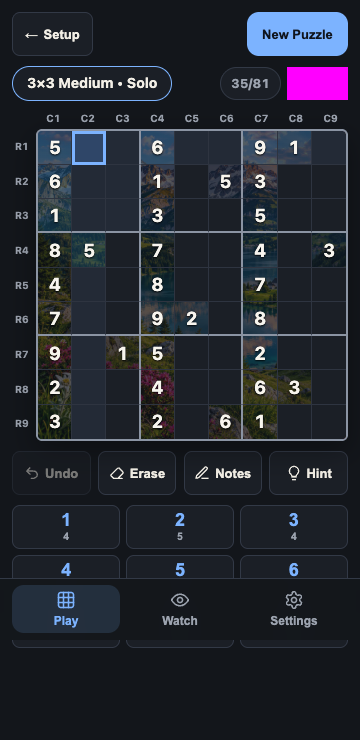 ← Setup
New Puzzle
3×3 Medium • Solo
35/81
C1 C2 C3 C4 C5 C6 C7 C8 C9
R1 5 6 9 1
R2 6 1 5 3
R3 1 3 5
R4 8 5 7 4 3
R5 4 8 7
R6 7 9 2 8
R7 9 1 5 2
R8 2 4 6 3
R9 3 2 6 1
Undo
Erase
Notes
Hint
1 2 3
4 5 4
4 5 6
Play
Watch
Settings